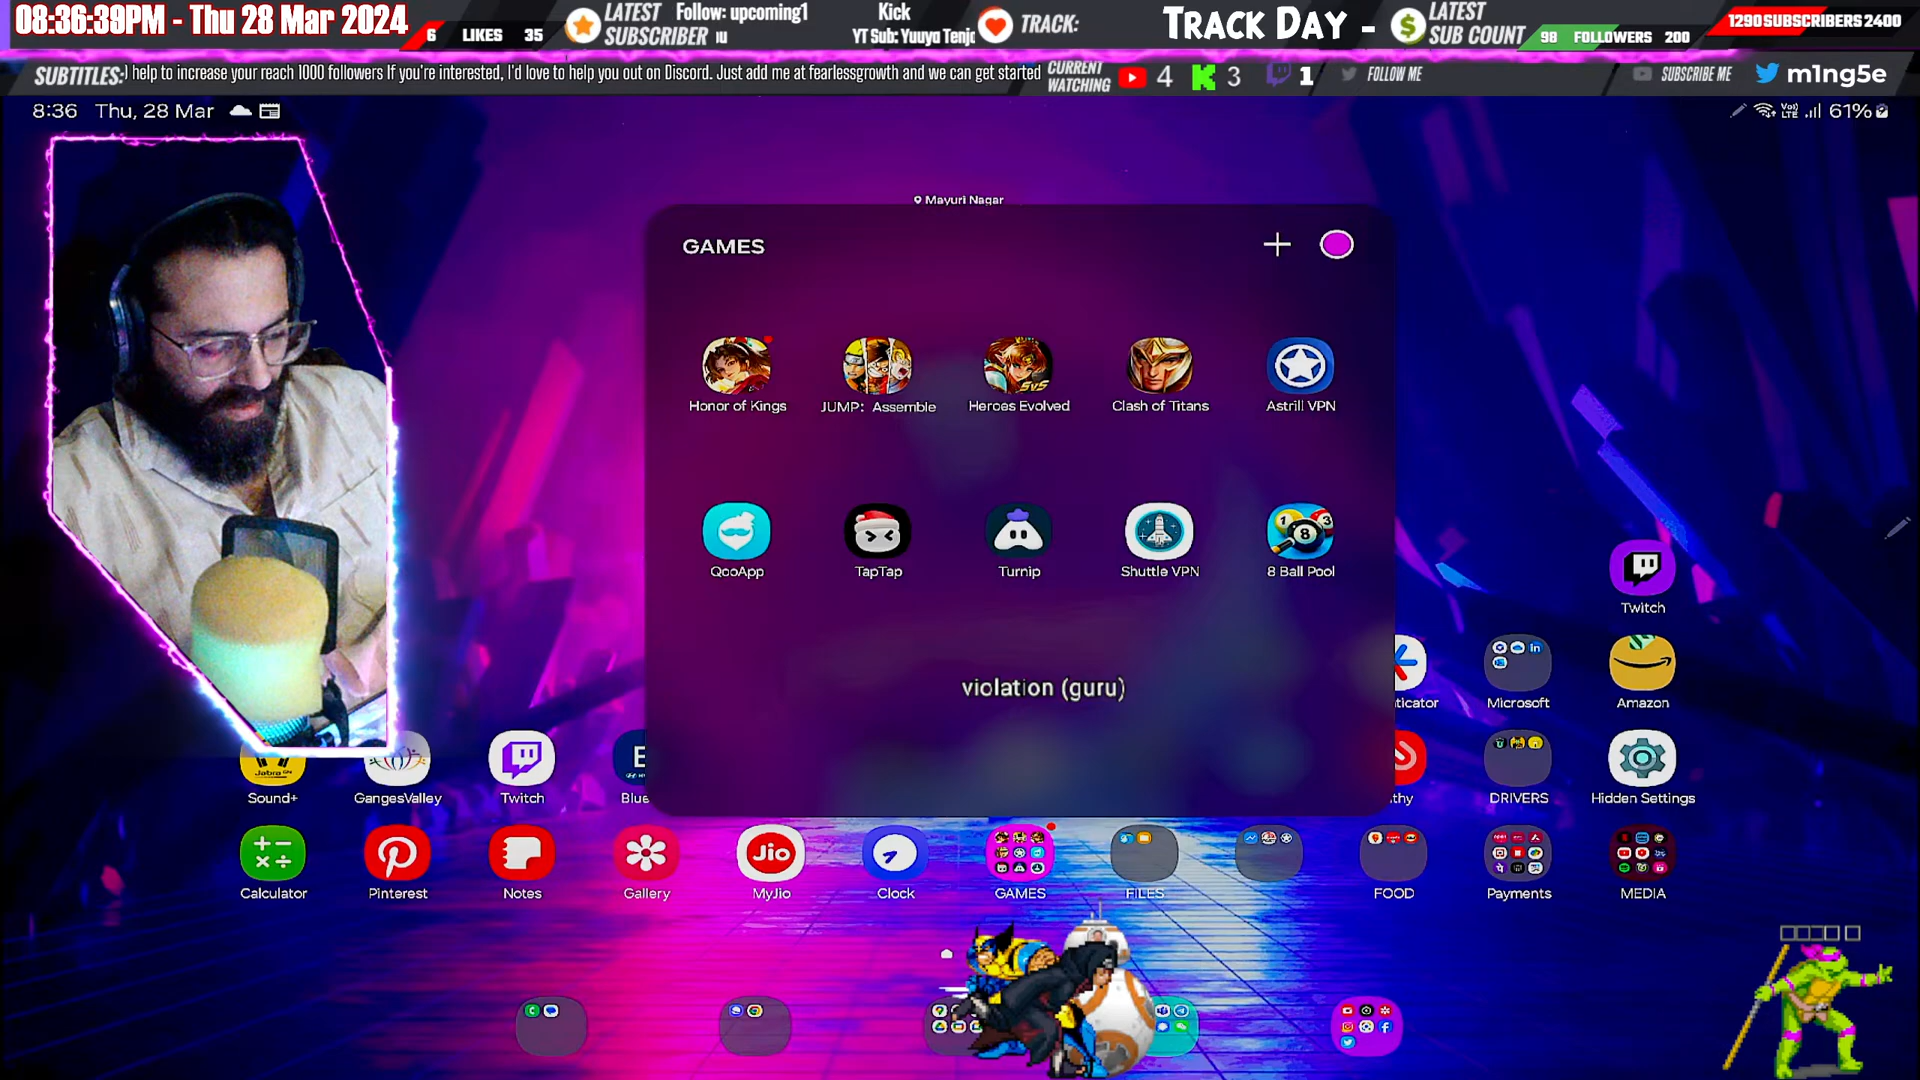 08:36:39PM - Thu 28 Mar 2024
6 LIKES 35
LATEST SUBSCRIBER
Follow: upcoming1
Kick
YT Sub: Yuuya Tenjo
TRACK:
TRACK DAY -
LATEST SUB COUNT
98 FOLLOWERS 200
1290 SUBSCRIBERS 2400
SUBTITLES:
I help to increase your reach 1000 followers If you're interested, I'd love to help you out on Discord. Just add me at fearlessgrowth and we can get started
CURRENT WATCHING
4
3
1
FOLLOW ME
SUBSCRIBE ME
m1ng5e
8:36 Thu, 28 Mar
61%
Mayuri Nagar
GAMES
Honor of Kings
JUMP: Assemble
Heroes Evolved
Clash of Titans
Astrill VPN
QooApp
TapTap
Turnip
Shuttle VPN
8 Ball Pool
violation (guru)
Twitch
Microsoft
Amazon
Sound+
GangesValley
Twitch
DRIVERS
Hidden Settings
Jio
Calculator
Pinterest
Notes
Gallery
MyJio
Clock
GAMES
FILES
FOOD
Payments
MEDIA